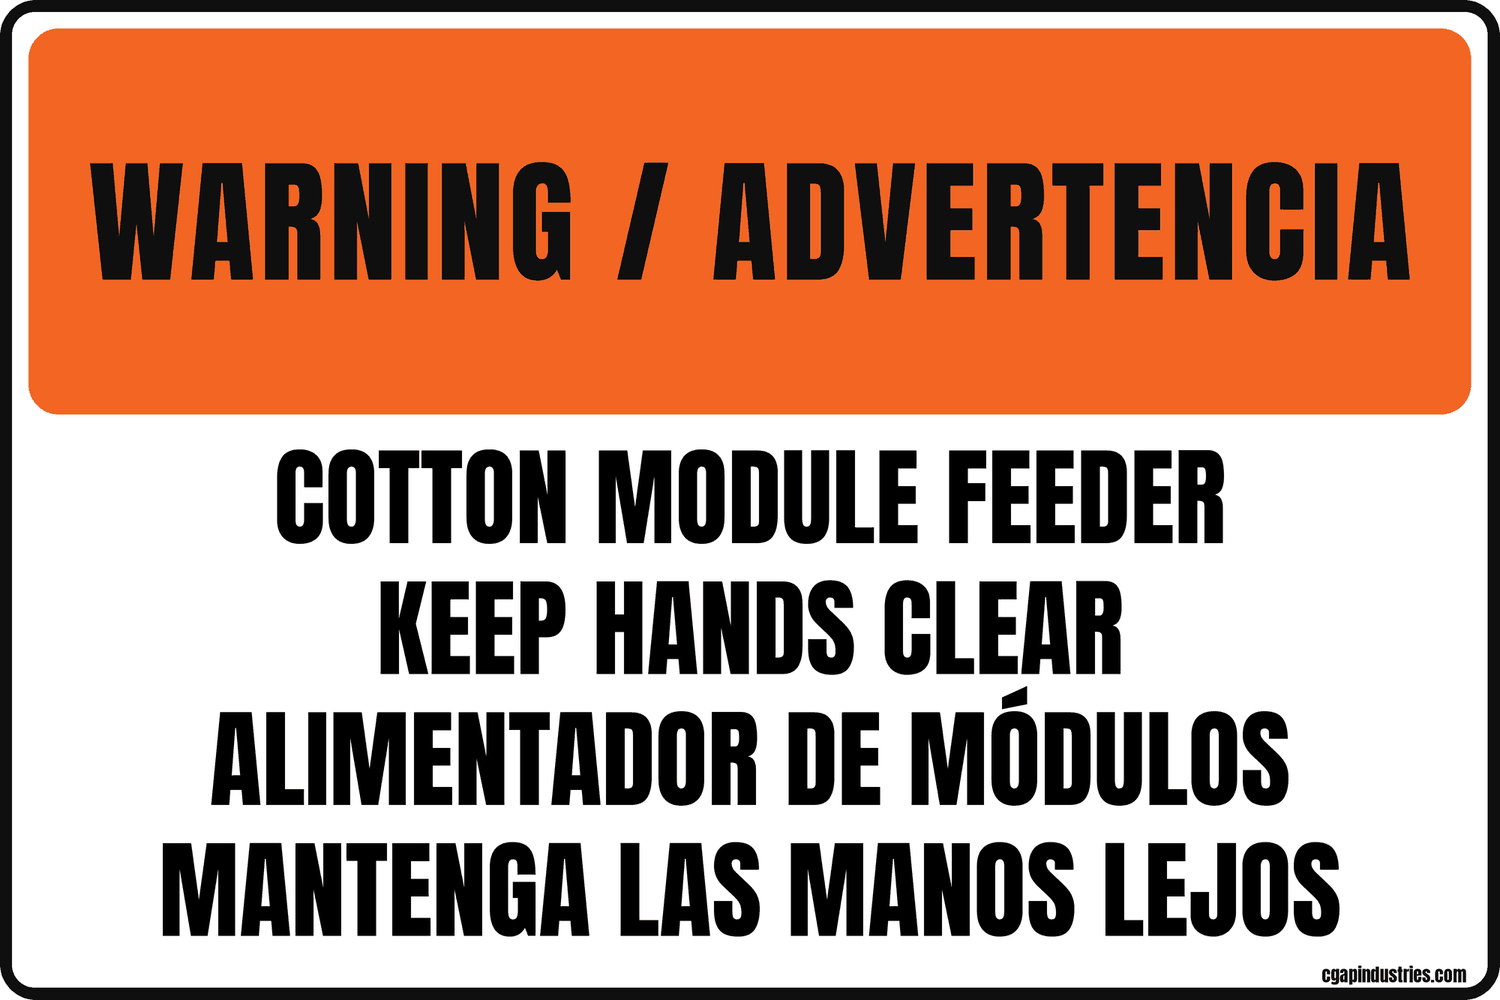 WARNING / ADVERTENCIA
COTTON MODULE FEEDER
KEEP HANDS CLEAR
ALIMENTADOR DE MÓDULOS
MANTENGA LAS MANOS LEJOS
cgapindustries.com